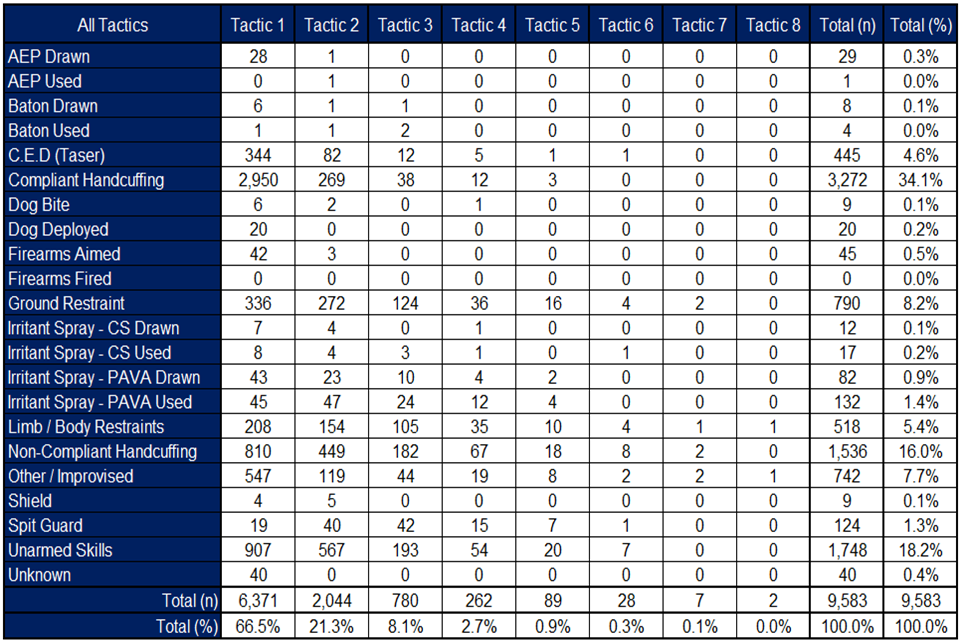 All Tactics Tactic 1 Tactic 2 Tactic 3 Tactic 4 Tactic 5 Tactic 6 Tactic 7 Tactic 8 Total (n) Total (%)
AEP Drawn 28 1 0 0 0 0 0 0 29 0.3%
AEP Used 0 1 0 0 0 0 0 0 1 0.0%
Baton Drawn 6 1 1 0 0 0 0 0 8 0.1%
Baton Used 1 1 2 0 0 0 0 0 4 0.0%
C.E.D (Taser) 344 82 12 5 1 1 0 0 445 4.6%
Compliant Handcuffing 2,950 269 38 12 3 0 0 0 3,272 34.1%
Dog Bite 6 2 0 1 0 0 0 0 9 0.1%
Dog Deployed 20 0 0 0 0 0 0 0 20 0.2%
Firearms Aimed 42 3 0 0 0 0 0 0 45 0.5%
Firearms Fired 0 0 0 0 0 0 0 0 0 0.0%
Ground Restraint 336 272 124 36 16 4 2 0 790 8.2%
Irritant Spray - CS Drawn 7 4 0 1 0 0 0 0 12 0.1%
Irritant Spray - CS Used 8 4 3 1 0 1 0 0 17 0.2%
Irritant Spray - PAVA Drawn 43 23 10 4 2 0 0 0 82 0.9%
Irritant Spray - PAVA Used 45 47 24 12 4 0 0 0 132 1.4%
Limb / Body Restraints 208 154 105 35 10 4 1 1 518 5.4%
Non-Compliant Handcuffing 810 449 182 67 18 8 2 0 1,536 16.0%
Other / Improvised 547 119 44 19 8 2 2 1 742 7.7%
Shield 4 5 0 0 0 0 0 0 9 0.1%
Spit Guard 19 40 42 15 7 1 0 0 124 1.3%
Unarmed Skills 907 567 193 54 20 7 0 0 1,748 18.2%
Unknown 40 0 0 0 0 0 0 0 40 0.4%
Total (n) 6,371 2,044 780 262 89 28 7 2 9,583 9,583
Total (%) 66.5% 21.3% 8.1% 2.7% 0.9% 0.3% 0.1% 0.0% 100.0% 100.0%